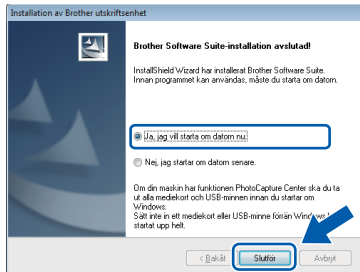 Installation av Brother utskriftsenhet
Brother Software Suite-installation avslutad!
InstallShield Wizard har installerat Brother Software Suite.
Innan programmet kan användas, måste du starta om datorn.
Ja, jag vill starta om datorn nu.
Nej, jag startar om datorn senare.
Om din maskin har funktionen PhotoCapture Center ska du ta
ut alla mediekort och USB-minnen innan du startar om
Windows.
Sätt inte in ett mediekort eller USB-minne förrän Windows
startat upp helt.
< Bakåt
Slutför
Avbryt